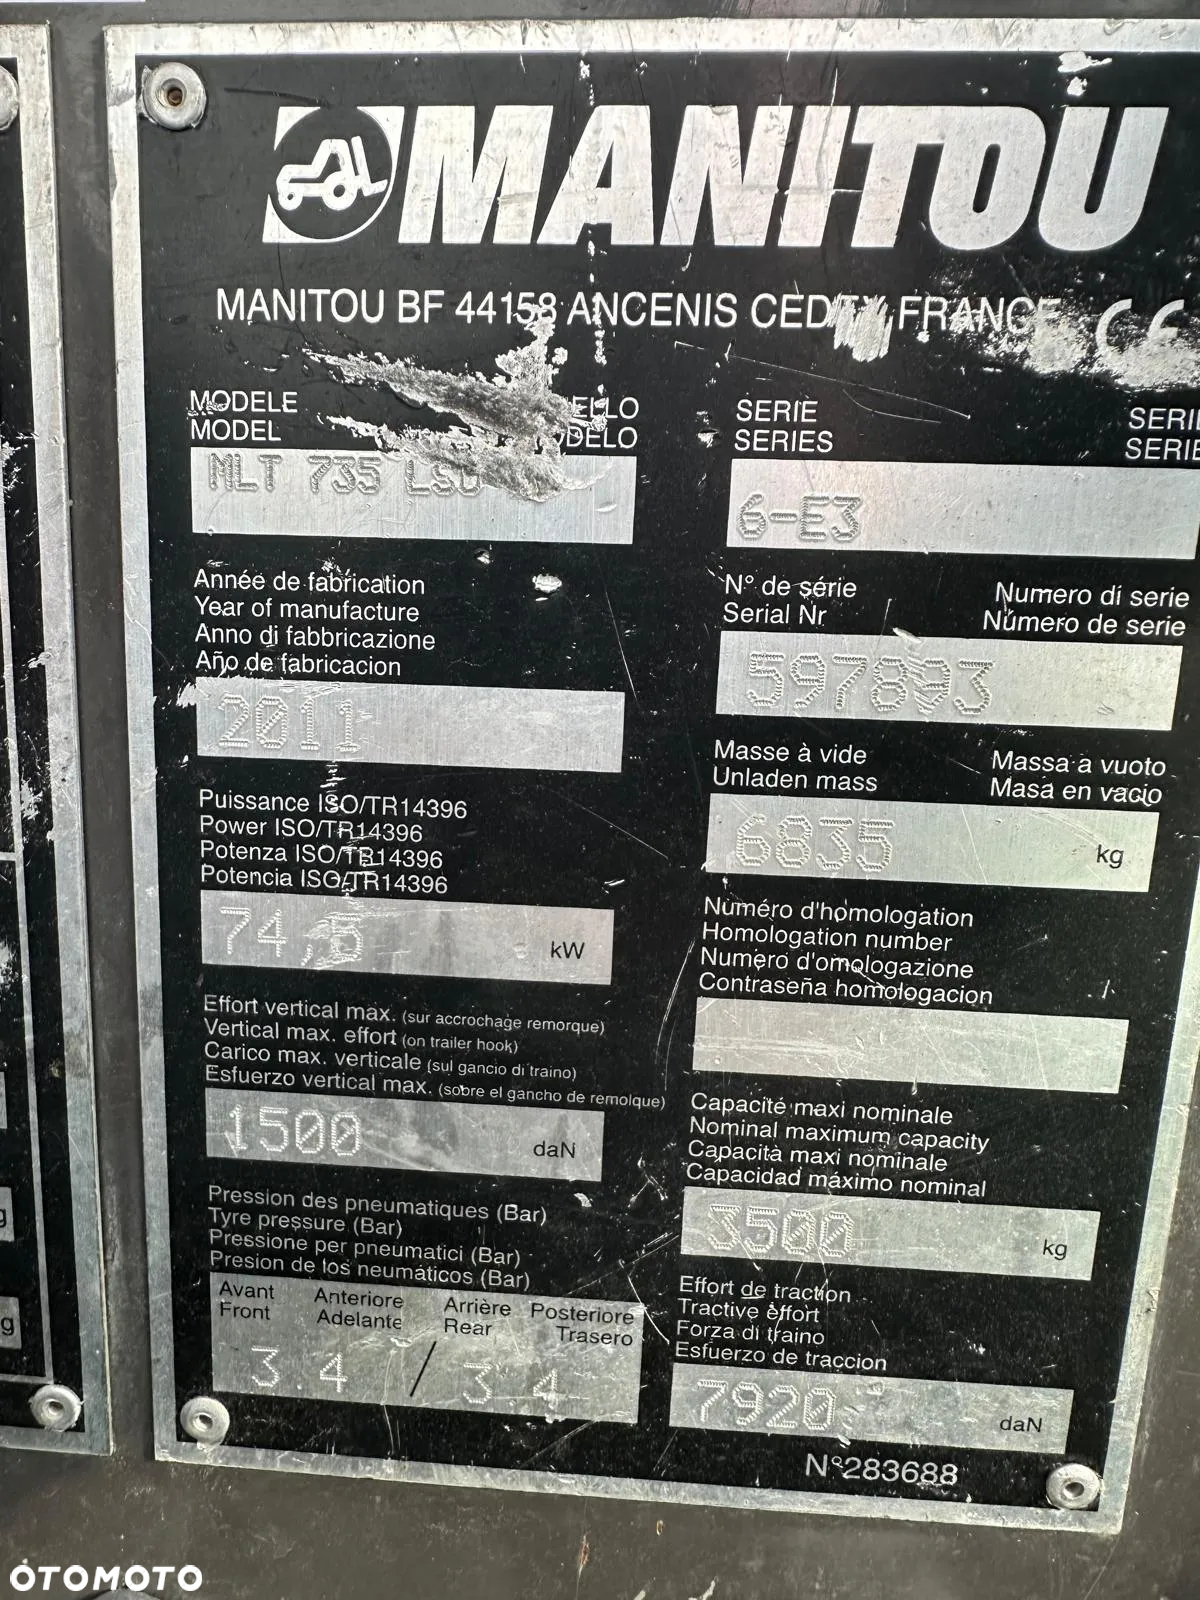 MANITOU
MANITOU BF 44158 ANCENIS CEDEX FRANCE CE
MODELE
MODEL
MLT 735 LSU
SERIE
SERIES
6-E3
Année de fabrication
Year of manufacture
Anno di fabbricazione
Año de fabricacion
2011
N° de série Numero di serie
Serial Nr Número de serie
597893
Masse à vide Massa a vuoto
Unladen mass Masa en vacio
6835 kg
Puissance ISO/TR14396
Power ISO/TR14396
Potenza ISO/TR14396
Potencia ISO/TR14396
74,5 kW
Numéro d'homologation
Homologation number
Numero d'omologazione
Contraseña homologacion
Effort vertical max. (sur accrochage remorque)
Vertical max. effort (on trailer hook)
Carico max. verticale (sul gancio di traino)
Esfuerzo vertical max. (sobre el gancho de remolque)
1500 daN
Capacité maxi nominale
Nominal maximum capacity
Capacità maxi nominale
Capacidad máximo nominal
3500 kg
Pression des pneumatiques (Bar)
Tyre pressure (Bar)
Pressione per pneumatici (Bar)
Presion de los neumáticos (Bar)
Avant Anteriore Arrière Posteriore
Front Adelante Rear Trasero
3 4 / 3 4
Effort de traction
Tractive effort
Forza di traino
Esfuerzo de traccion
7920 daN
N°283688
OTOMOTO